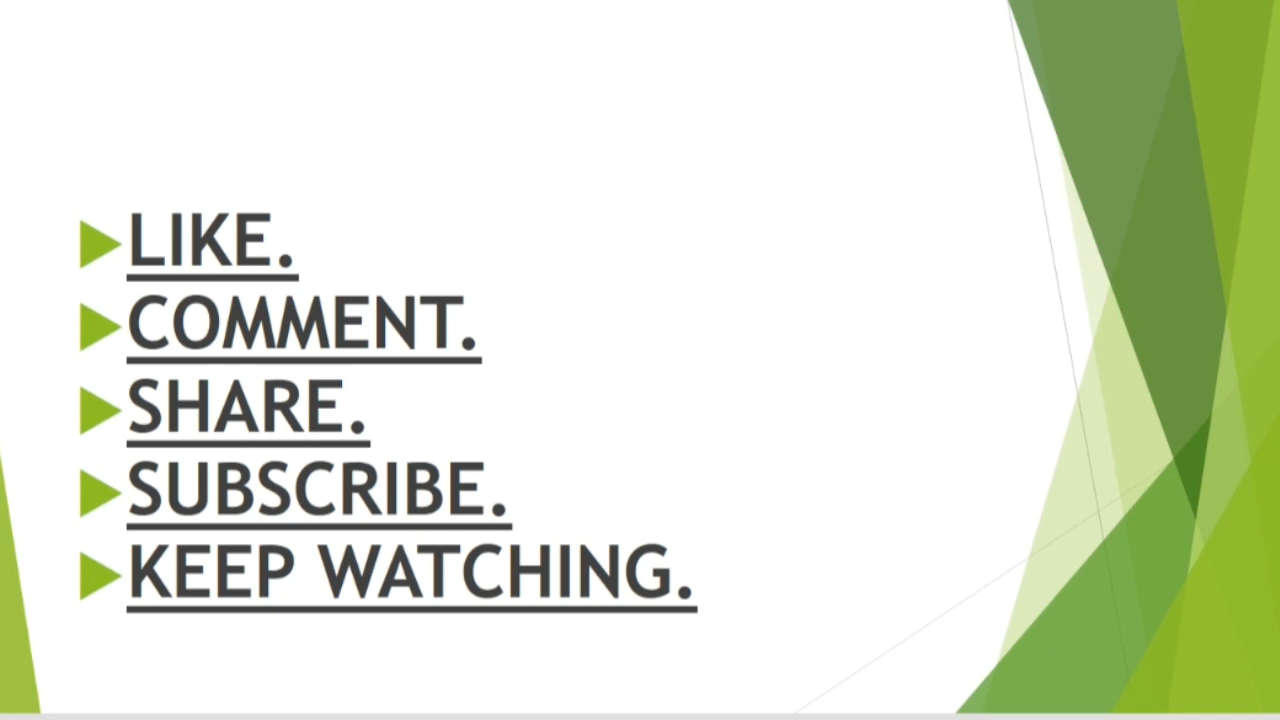 LIKE.
COMMENT.
SHARE.
SUBSCRIBE.
KEEP WATCHING.